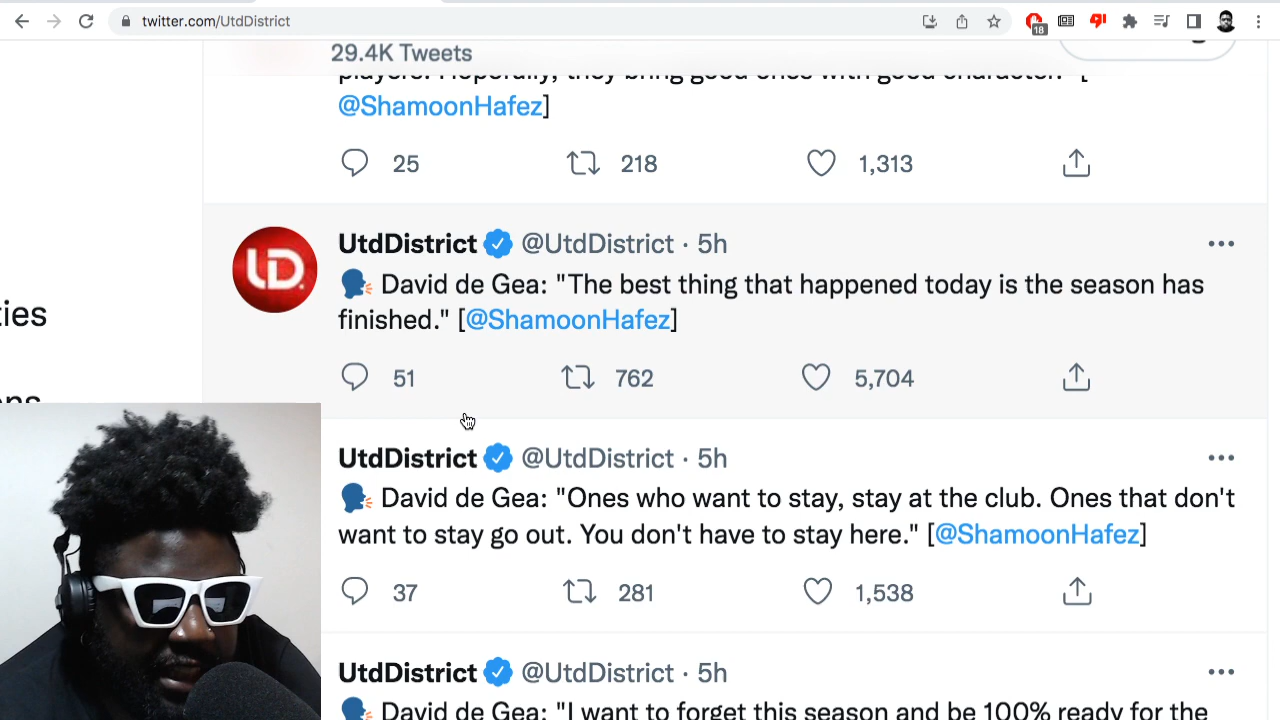 twitter.com/UtdDistrict
18
29.4K Tweets
players. Hopefully, they bring good ones with good character." [
@ShamoonHafez]
25 218 1,313
UD
UtdDistrict @UtdDistrict · 5h
David de Gea: "The best thing that happened today is the season has
finished." [@ShamoonHafez]
51 762 5,704
UtdDistrict @UtdDistrict · 5h
David de Gea: "Ones who want to stay, stay at the club. Ones that don't
want to stay go out. You don't have to stay here." [@ShamoonHafez]
37 281 1,538
UtdDistrict @UtdDistrict · 5h
David de Gea: "I want to forget this season and be 100% ready for the
ties
ons